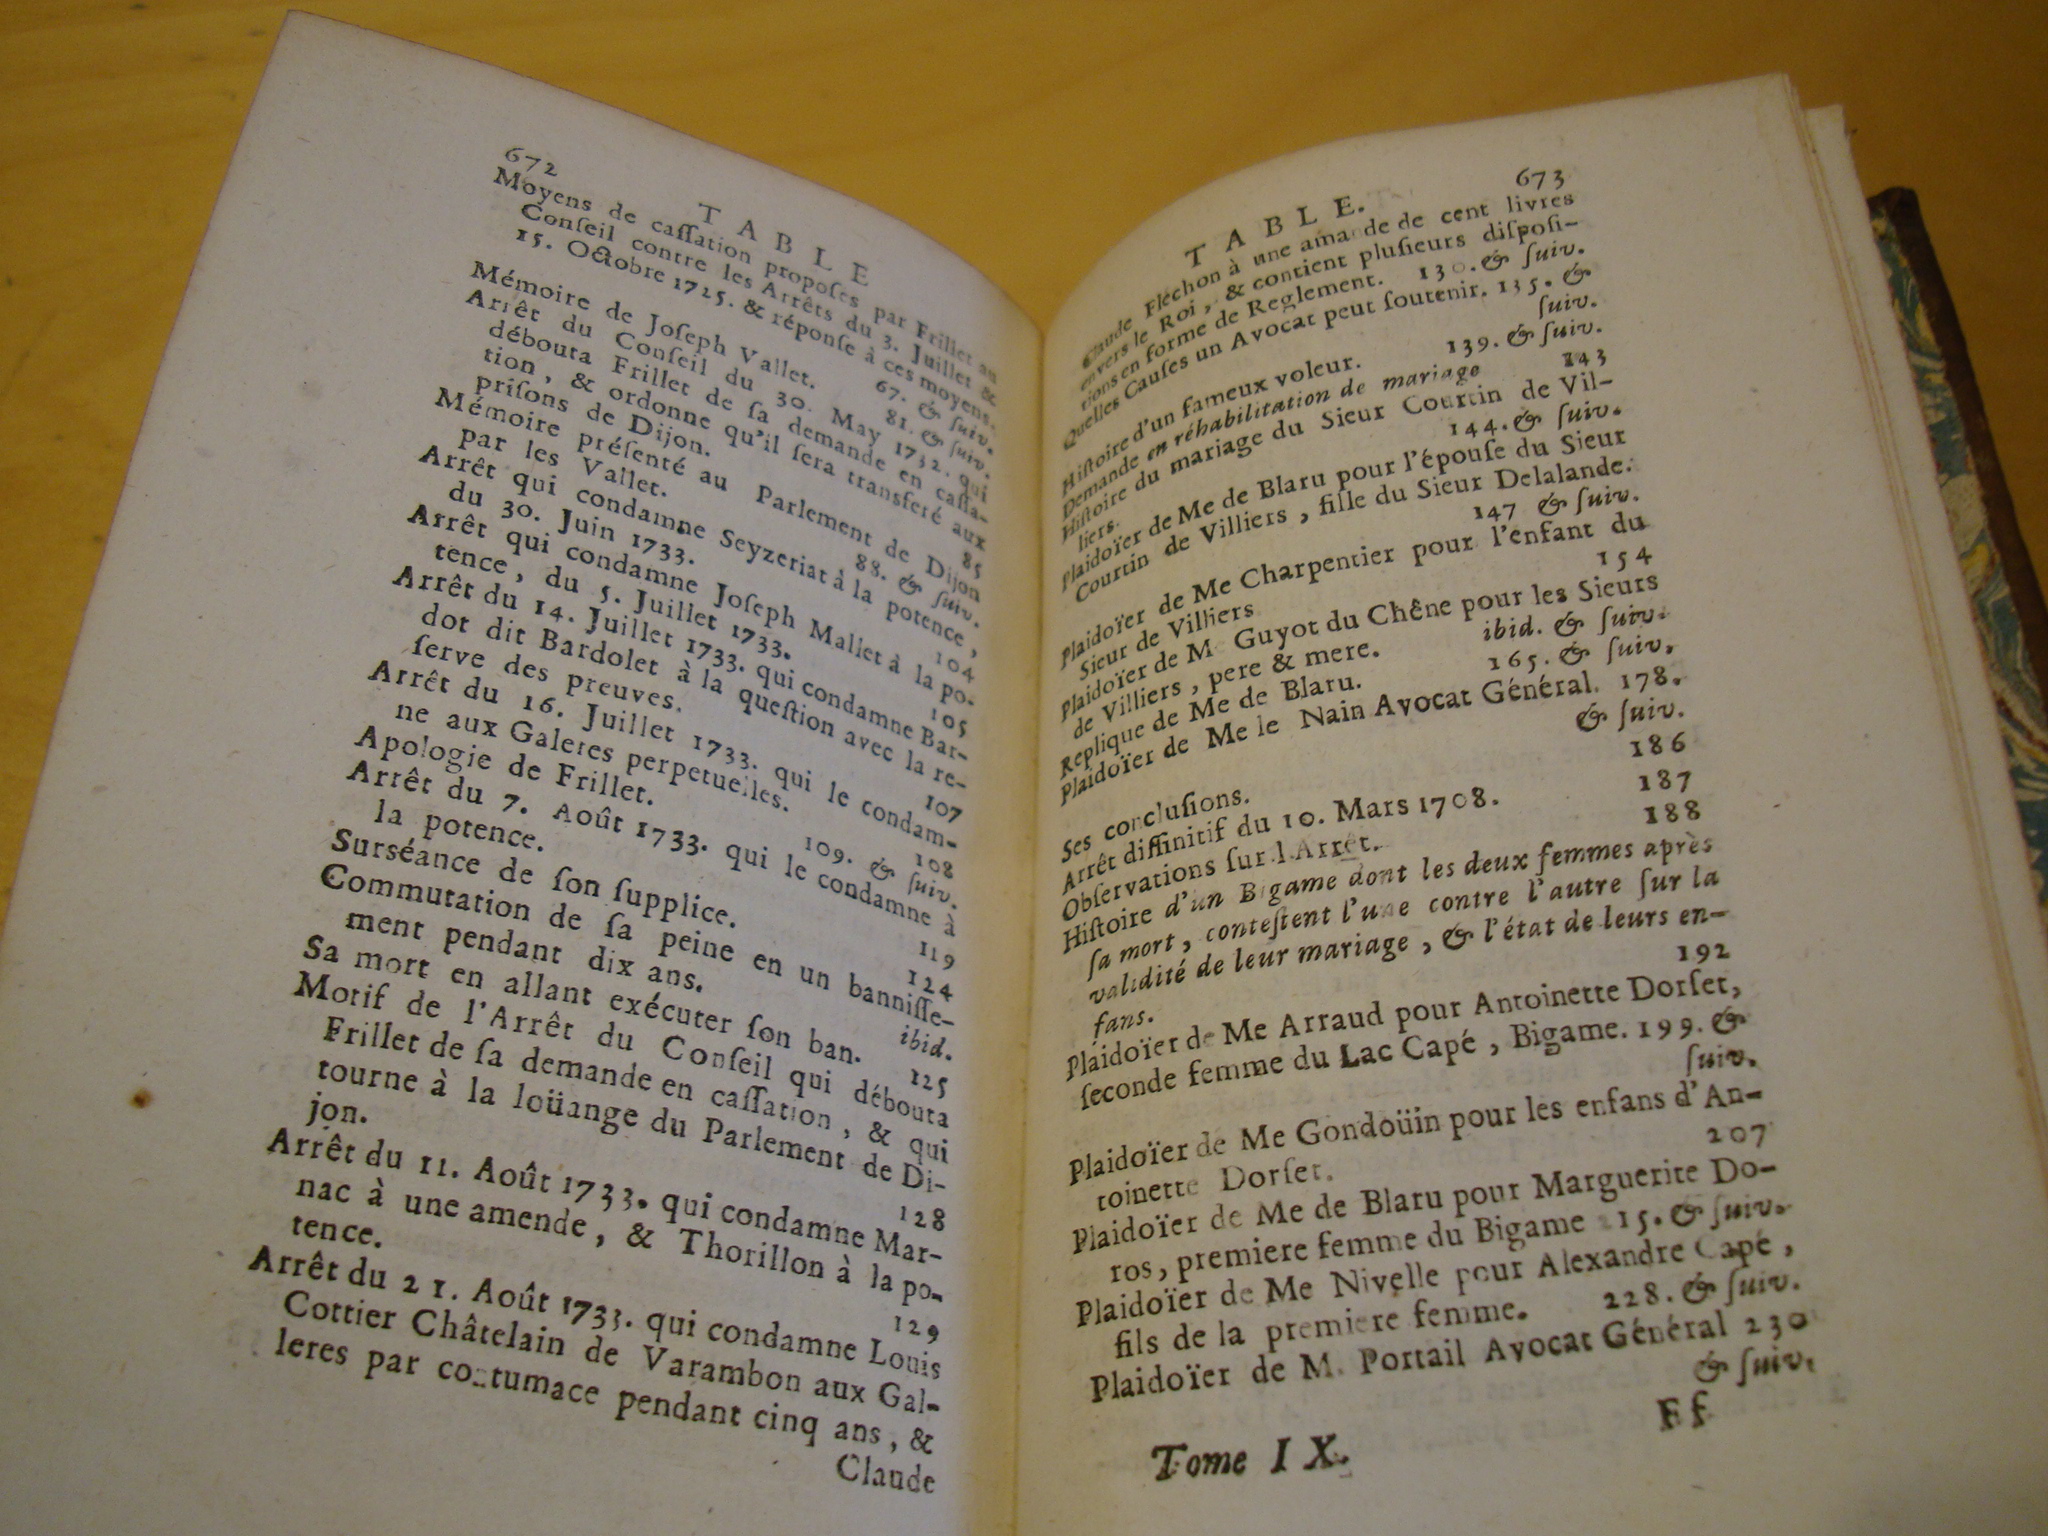 672
TABLE
Moyens de caſſation propoſés par Frillet au
Conſeil contre les Arrêts du 3. Juillet &
15. Octobre 1725. & réponſe à ces moyens.
67. & ſuiv.
Mémoire de Joſeph Vallet. 81. & ſuiv.
Arrêt du Conſeil du 30. May 1732. qui
débouta Frillet de ſa demande en caſſa-
tion, & ordonne qu'il ſera transferé aux
priſons de Dijon. 85
Mémoire préſenté au Parlement de Dijon
par les Vallet. 88. & ſuiv.
Arrêt qui condamne Seyzeriat à la potence,
du 30. Juin 1733. 104
Arrêt qui condamne Joſeph Mallet à la po-
tence, du 5. Juillet 1733. 105
Arrêt du 14. Juillet 1733. qui condamne Bar-
dot dit Bardolet à la queſtion avec la re-
ſerve des preuves. 107
Arrêt du 16. Juillet 1733. qui le condam-
ne aux Galeres perpetuelles. 108
Apologie de Frillet. 109. & ſuiv.
Arrêt du 7. Août 1733. qui le condamne à
la potence. 119
Surséance de ſon ſupplice. 124
Commutation de ſa peine en un banniſſe-
ment pendant dix ans. ibid.
Sa mort en allant exécuter ſon ban. 125
Motif de l'Arrêt du Conſeil qui débouta
Frillet de ſa demande en caſſation, & qui
tourne à la loüange du Parlement de Di-
jon. 128
Arrêt du 11. Août 1733. qui condamne Mar-
nac à une amende, & Thorillon à la po-
tence. 129
Arrêt du 21. Août 1733. qui condamne Louis
Cottier Châtelain de Varambon aux Gal-
leres par contumace pendant cinq ans, &
Claude
TABLE. 673
Claude Fléchon à une amande de cent livres
envers le Roi, & contient pluſieurs diſpoſi-
tions en forme de Reglement. 130. & ſuiv.
Quelles Cauſes un Avocat peut ſoutenir. 135. &
ſuiv.
Hiſtoire d'un fameux voleur. 139. & ſuiv.
Demande en réhabilitation de mariage 143
Hiſtoire du mariage du Sieur Courtin de Vil-
liers. 144. & ſuiv.
Plaidoïer de Me de Blaru pour l'épouſe du Sieur
Courtin de Villiers, fille du Sieur Delalande.
147 & ſuiv.
Plaidoïer de Me Charpentier pour l'enfant du
Sieur de Villiers 154
Plaidoïer de M Guyot du Chêne pour les Sieurs
de Villiers, pere & mere. ibid. & ſuiv.
Replique de Me de Blaru. 165. & ſuiv.
Plaidoïer de Me le Nain Avocat Général. 178.
& ſuiv.
Ses concluſions. 186
Arrêt diffinitif du 10. Mars 1708. 187
Obſervations ſur l'Arrêt. 188
Hiſtoire d'un Bigame dont les deux femmes après
ſa mort, conteſtent l'une contre l'autre ſur la
validité de leur mariage, & l'état de leurs en-
fans. 192
Plaidoïer de Me Arraud pour Antoinette Dorſet,
ſeconde femme du Lac Capé, Bigame. 199. &
ſuiv.
Plaidoïer de Me Gondoüin pour les enfans d'An-
toinette Dorſet. 207
Plaidoïer de Me de Blaru pour Marguerite Do-
ros, premiere femme du Bigame 215. & ſuiv.
Plaidoïer de Me Nivelle pour Alexandre Capé,
fils de la premiere femme. 228. & ſuiv.
Plaidoïer de M. Portail Avocat Général 230
& ſuiv.
Tome IX. Ff